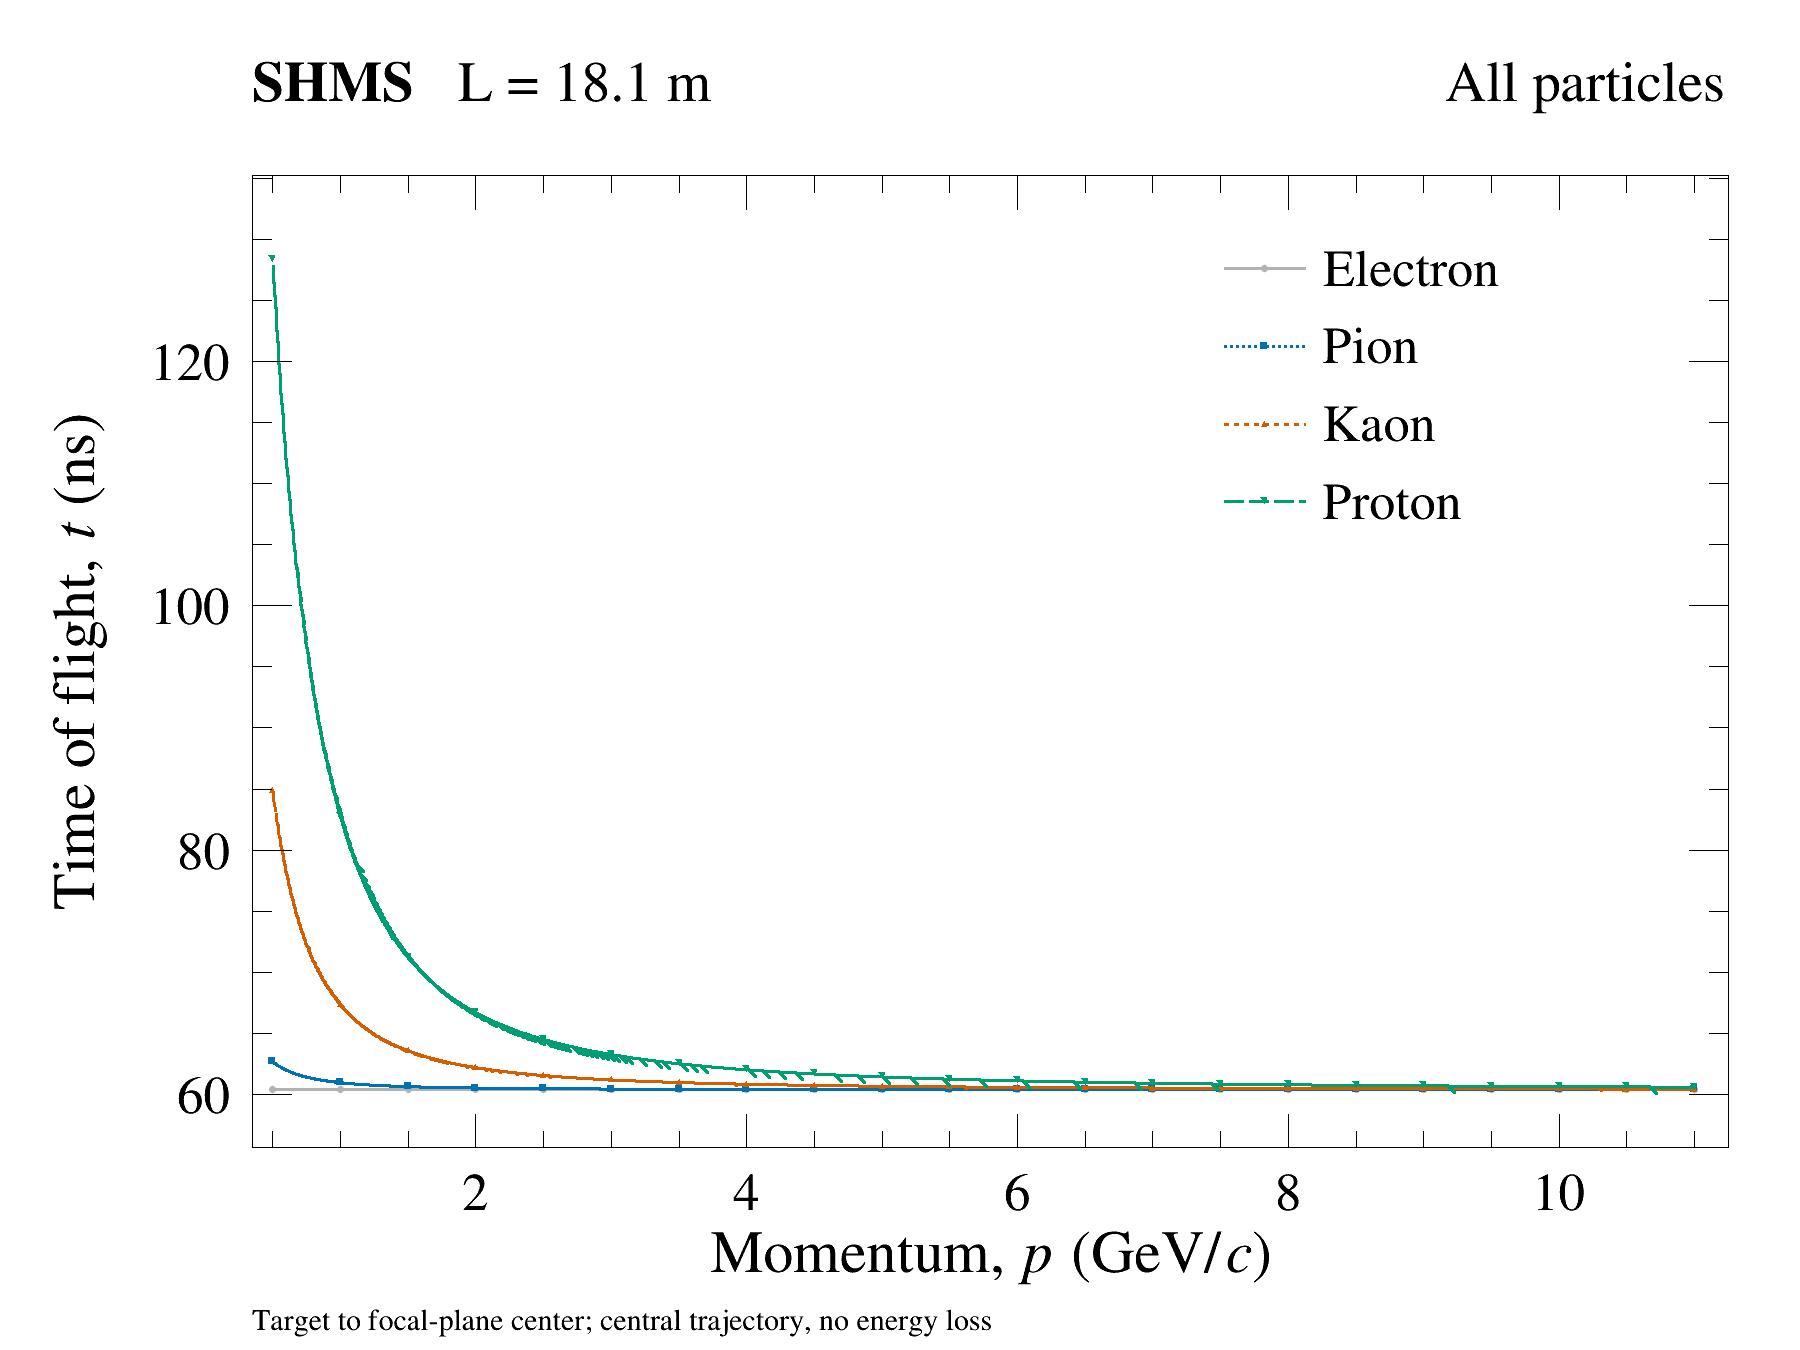 SHMS L = 18.1 m
All particles
Electron
Pion
Kaon
Proton
120
100
80
60
Time of flight, t (ns)
2 4 6 8 10
Momentum, p (GeV/c)
Target to focal-plane center; central trajectory, no energy loss